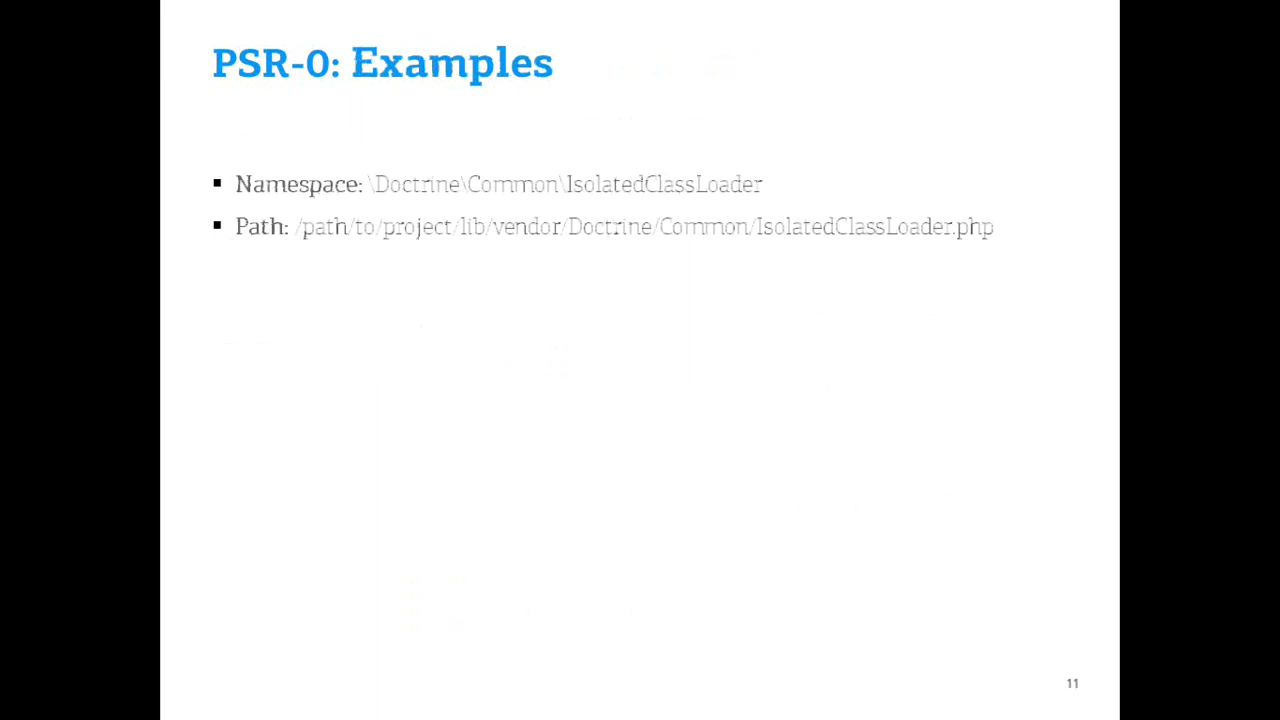 PSR-0: Examples
▪ Namespace: \Doctrine\Common\IsolatedClassLoader
▪ Path: /path/to/project/lib/vendor/Doctrine/Common/IsolatedClassLoader.php
11